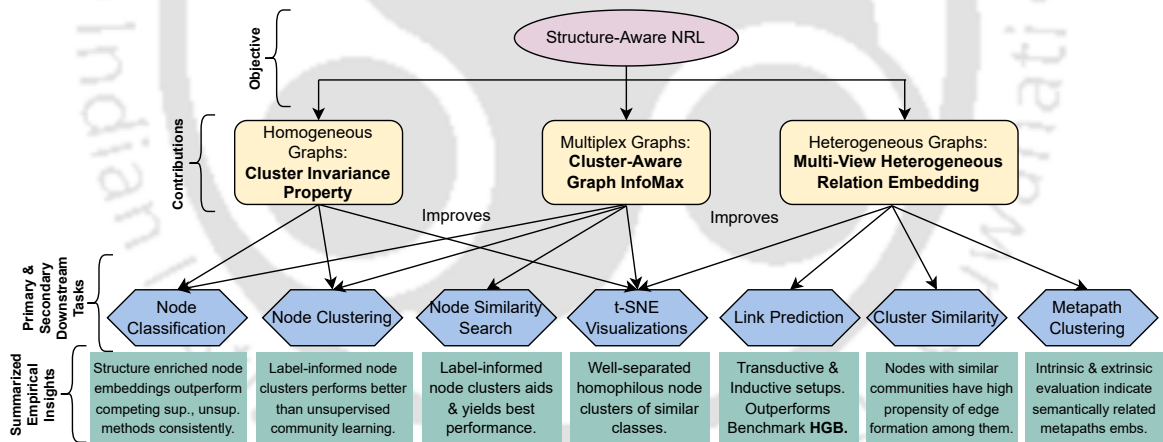 Structure-Aware NRL
Objective
Contributions
Homogeneous
Graphs:
Cluster Invariance
Property
Multiplex Graphs:
Cluster-Aware
Graph InfoMax
Heterogeneous Graphs:
Multi-View Heterogeneous
Relation Embedding
Improves
Improves
Primary &
Secondary
Downstream
Tasks
Node
Classification
Node Clustering
Node Similarity
Search
t-SNE
Visualizations
Link Prediction
Cluster Similarity
Metapath
Clustering
Summarized
Empirical
Insights
Structure enriched node
embeddings outperform
competing sup., unsup.
methods consistently.
Label-informed node
clusters performs better
than unsupervised
community learning.
Label-informed
node clusters aids
& yields best
performance.
Well-separated
homophilous node
clusters of similar
classes.
Transductive &
Inductive setups.
Outperforms
Benchmark HGB.
Nodes with similar
communities have high
propensity of edge
formation among them.
Intrinsic & extrinsic
evaluation indicate
semantically related
metapaths embs.
Indian